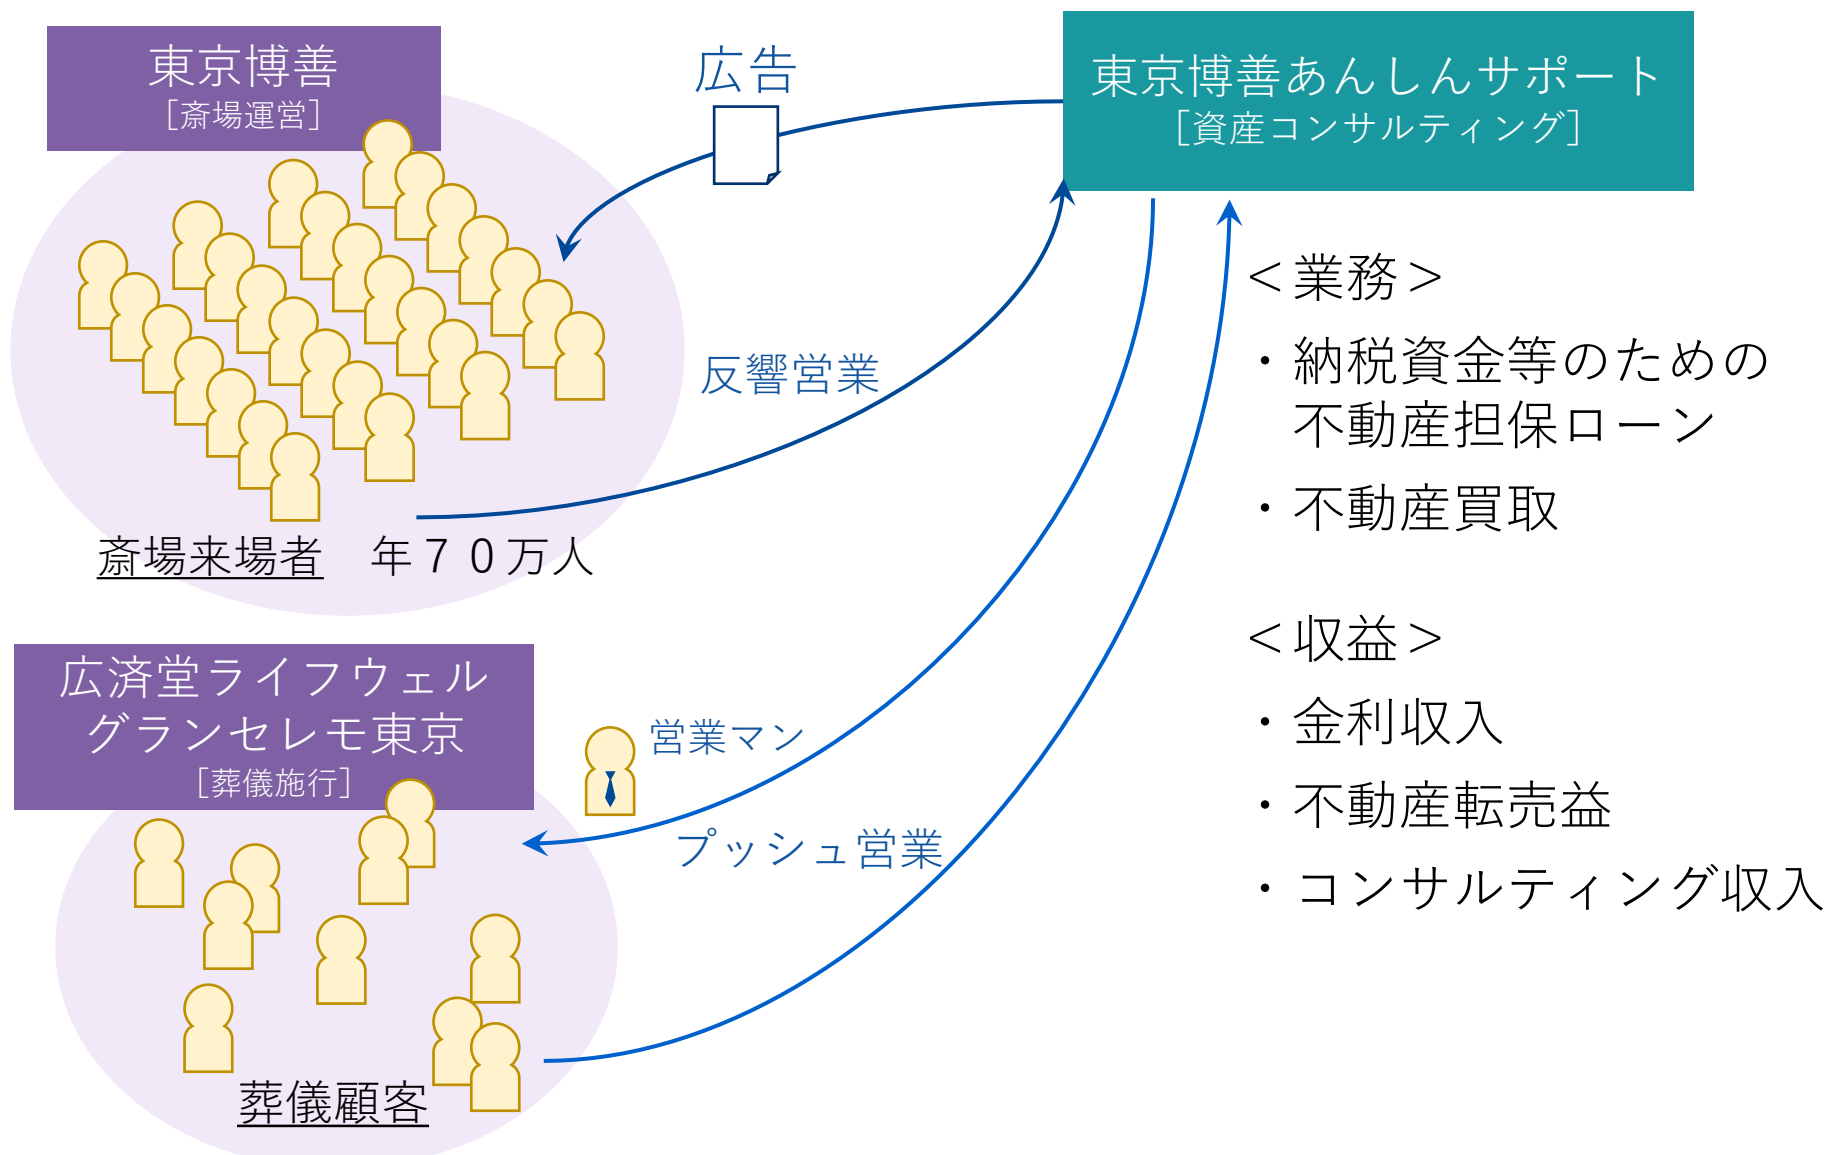 東京博善
［斎場運営］
広告
東京博善あんしんサポート
［資産コンサルティング］
反響営業
斎場来場者　年７０万人
＜業務＞
・納税資金等のための
不動産担保ローン
・不動産買取
広済堂ライフウェル
グランセレモ東京
［葬儀施行］
営業マン
プッシュ営業
葬儀顧客
＜収益＞
・金利収入
・不動産転売益
・コンサルティング収入